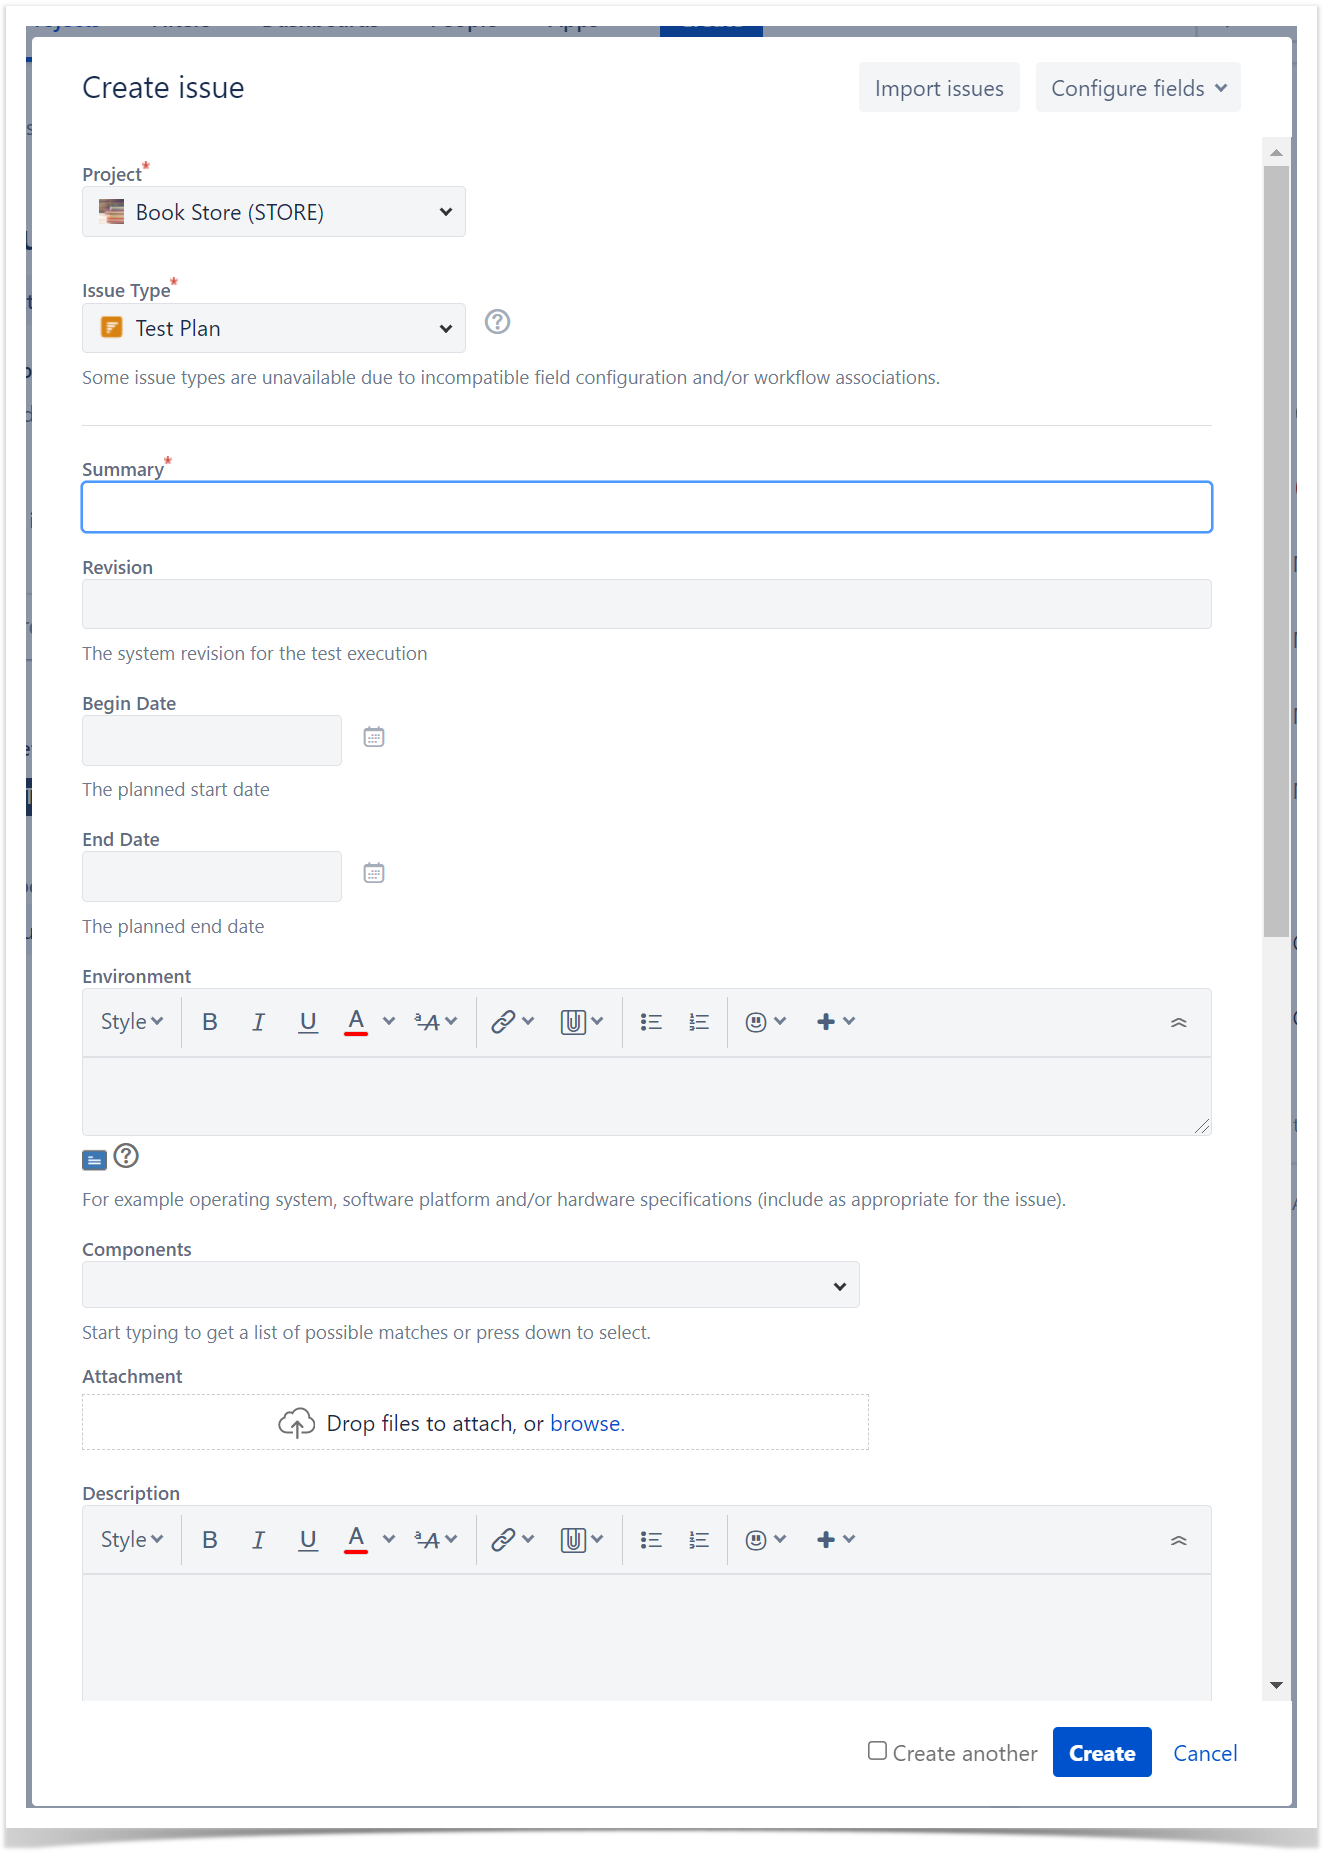 Create issue
Import issues
Configure fields
Project*
Book Store (STORE)
Issue Type*
Test Plan
Some issue types are unavailable due to incompatible field configuration and/or workflow associations.
Summary*
Revision
The system revision for the test execution
Begin Date
The planned start date
End Date
The planned end date
Environment
Style B I U A ªA
For example operating system, software platform and/or hardware specifications (include as appropriate for the issue).
Components
Start typing to get a list of possible matches or press down to select.
Attachment
Drop files to attach, or browse.
Description
Style B I U A ªA
Create another
Create
Cancel